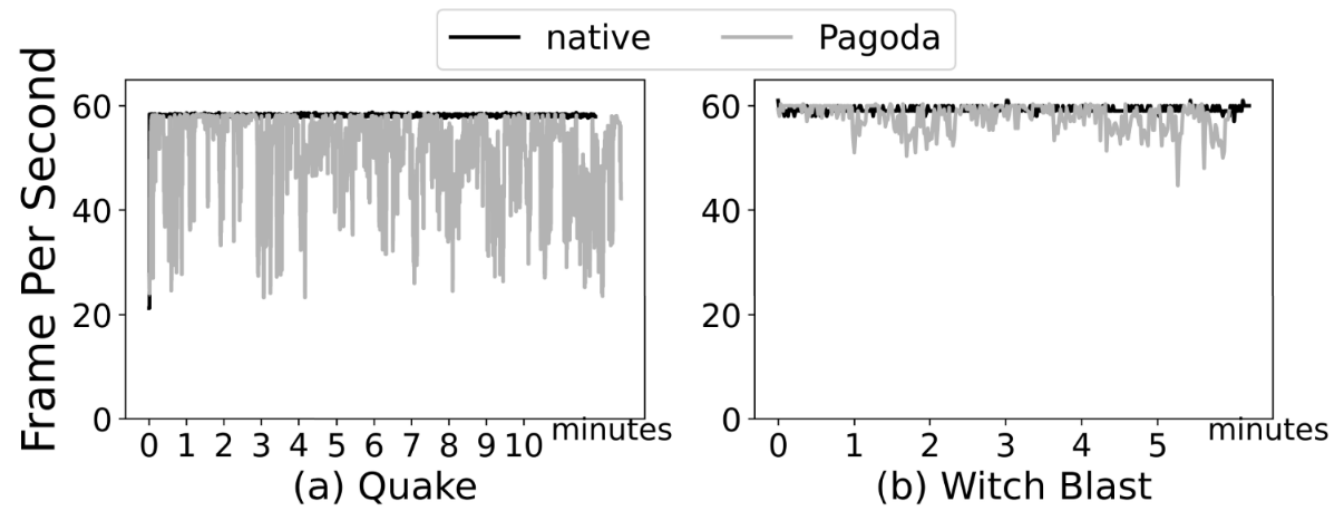 native Pagoda
Frame Per Second
60
40
20
0
0 1 2 3 4 5 6 7 8 9 10 minutes
(a) Quake
60
40
20
0
0 1 2 3 4 5 minutes
(b) Witch Blast